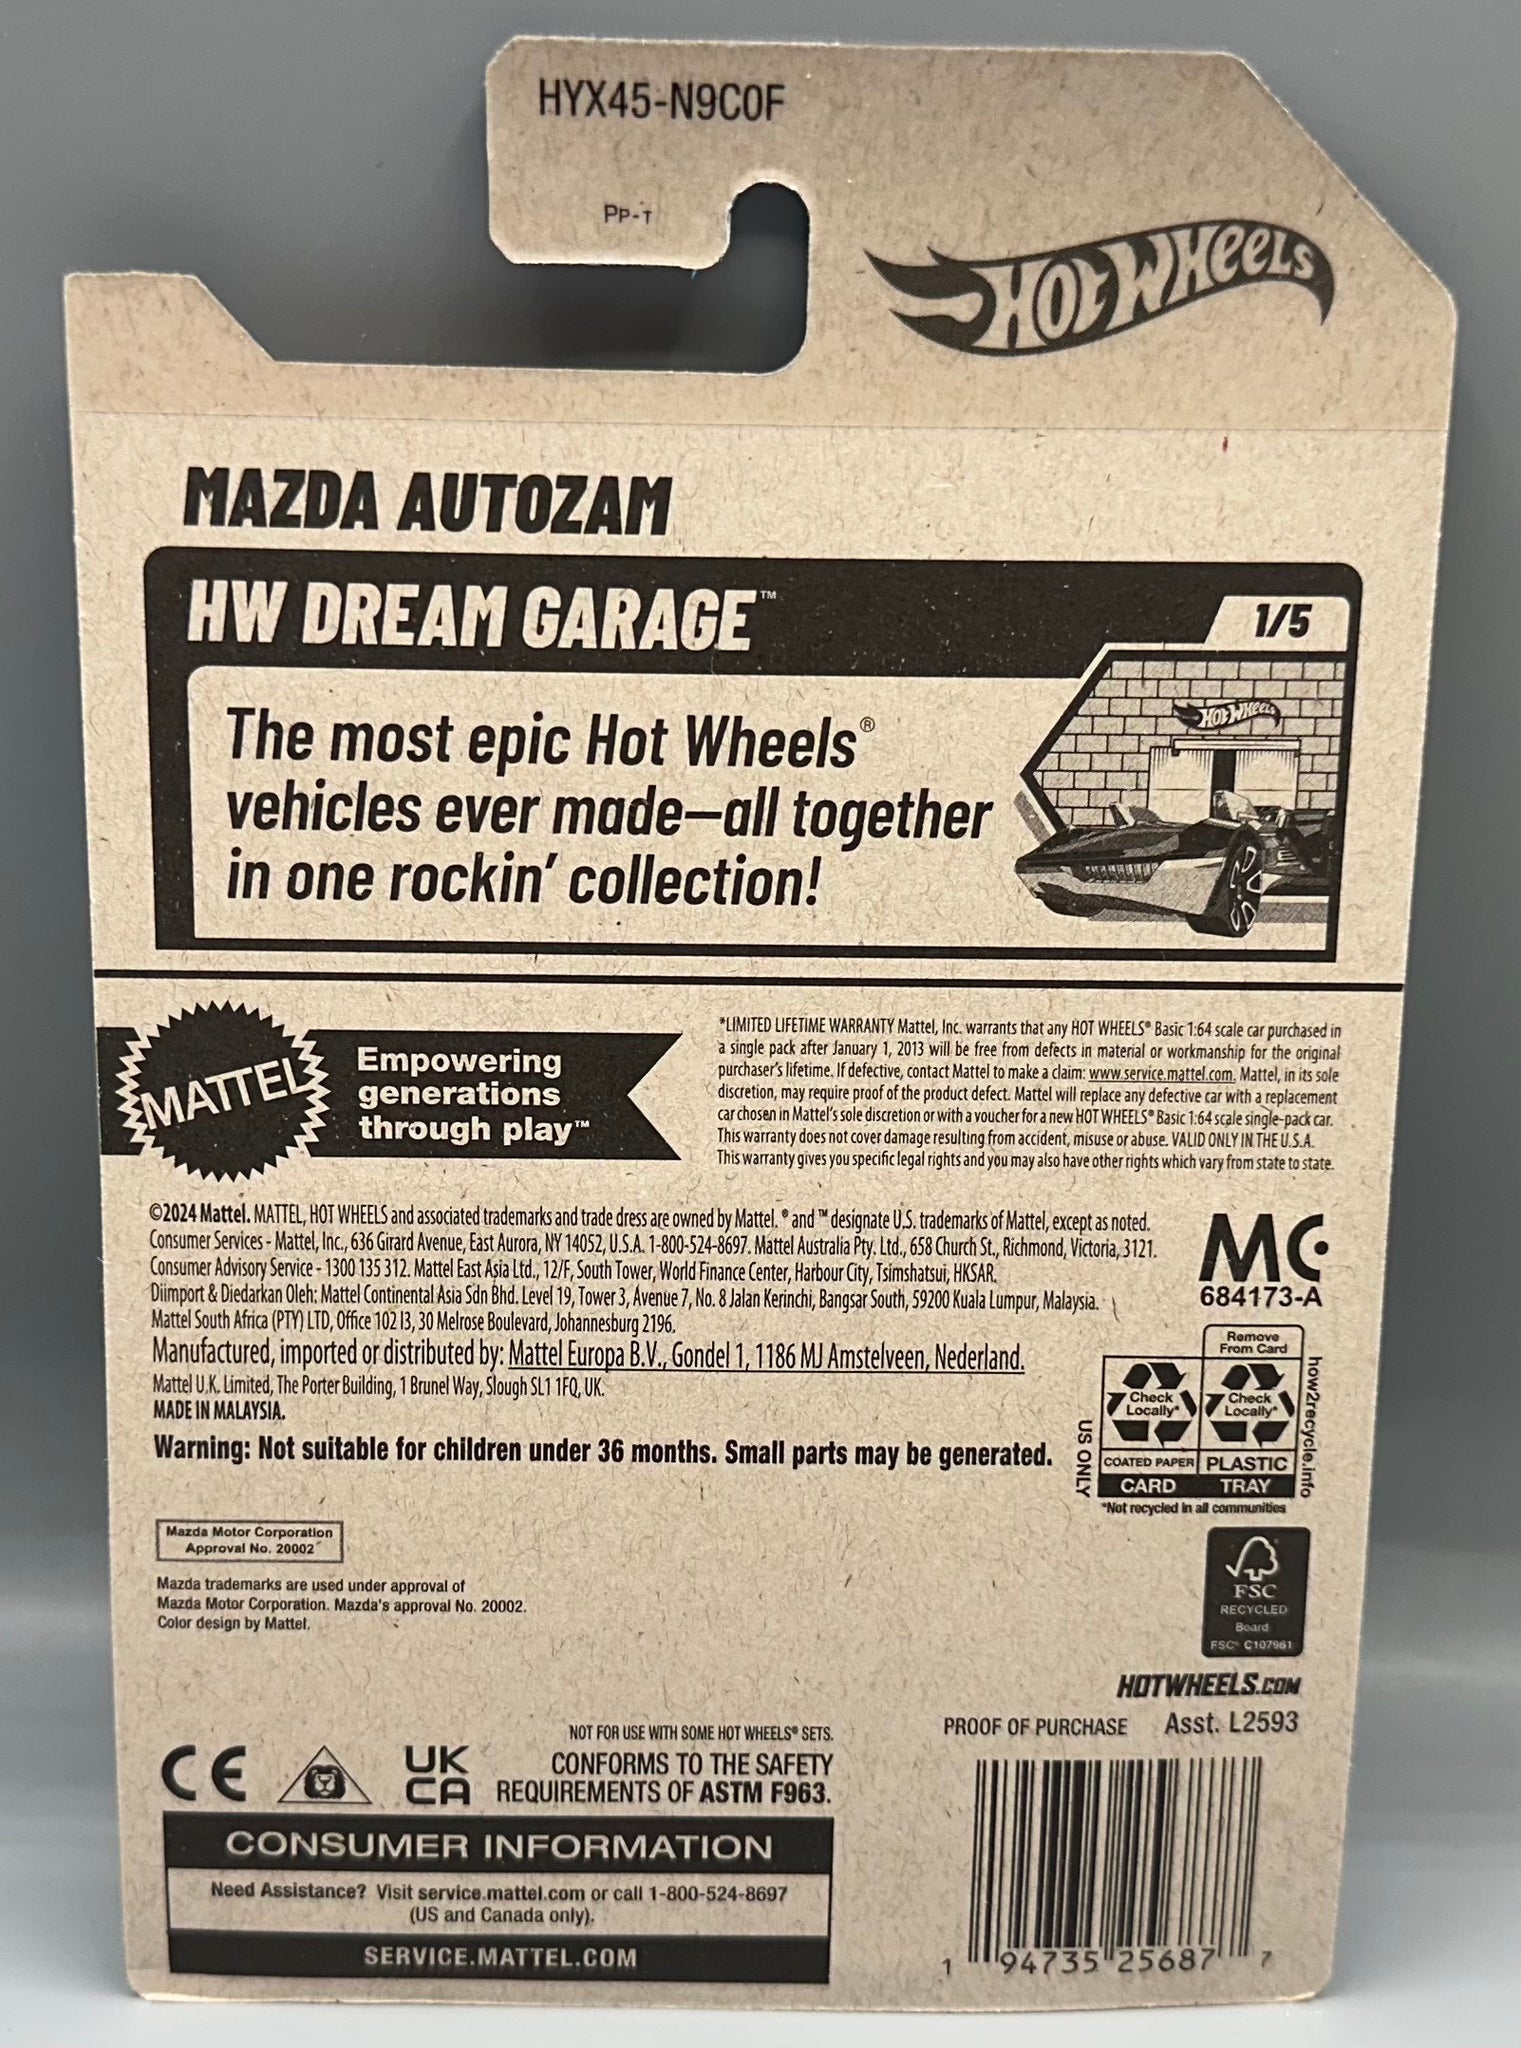 HYX45-N9C0F
PP-T
HOT WHEELS
MAZDA AUTOZAM
HW DREAM GARAGE™
1/5
HOT WHEELS
The most epic Hot Wheels®
vehicles ever made—all together
in one rockin' collection!
MATTEL
Empowering
generations
through play™
*LIMITED LIFETIME WARRANTY Mattel, Inc. warrants that any HOT WHEELS® Basic 1:64 scale car purchased in
a single pack after January 1, 2013 will be free from defects in material or workmanship for the original
purchaser's lifetime. If defective, contact Mattel to make a claim: www.service.mattel.com. Mattel, in its sole
discretion, may require proof of the product defect. Mattel will replace any defective car with a replacement
car chosen in Mattel's sole discretion or with a voucher for a new HOT WHEELS® Basic 1:64 scale single-pack car.
This warranty does not cover damage resulting from accident, misuse or abuse. VALID ONLY IN THE U.S.A.
This warranty gives you specific legal rights and you may also have other rights which vary from state to state.
©2024 Mattel. MATTEL, HOT WHEELS and associated trademarks and trade dress are owned by Mattel. ® and ™ designate U.S. trademarks of Mattel, except as noted.
Consumer Services - Mattel, Inc., 636 Girard Avenue, East Aurora, NY 14052, U.S.A. 1-800-524-8697. Mattel Australia Pty. Ltd., 658 Church St., Richmond, Victoria, 3121.
Consumer Advisory Service - 1300 135 312. Mattel East Asia Ltd., 12/F, South Tower, World Finance Center, Harbour City, Tsimshatsui, HKSAR.
Diimport & Diedarkan Oleh: Mattel Continental Asia Sdn Bhd. Level 19, Tower 3, Avenue 7, No. 8 Jalan Kerinchi, Bangsar South, 59200 Kuala Lumpur, Malaysia.
Mattel South Africa (PTY) LTD, Office 102 I3, 30 Melrose Boulevard, Johannesburg 2196.
Manufactured, imported or distributed by: Mattel Europa B.V., Gondel 1, 1186 MJ Amstelveen, Nederland.
Mattel U.K. Limited, The Porter Building, 1 Brunel Way, Slough SL1 1FQ, UK.
MADE IN MALAYSIA.
Warning: Not suitable for children under 36 months. Small parts may be generated.
MC
684173-A
Remove
From Card
Check
Locally*
Check
Locally*
COATED PAPER
PLASTIC
CARD
TRAY
US ONLY
how2recycle.info
*Not recycled in all communities
Mazda Motor Corporation
Approval No. 20002
Mazda trademarks are used under approval of
Mazda Motor Corporation. Mazda's approval No. 20002.
Color design by Mattel.
FSC
RECYCLED
Board
FSC® C107961
HOTWHEELS.COM
PROOF OF PURCHASE Asst. L2593
NOT FOR USE WITH SOME HOT WHEELS® SETS.
CE
UK
CA
CONFORMS TO THE SAFETY
REQUIREMENTS OF ASTM F963.
CONSUMER INFORMATION
Need Assistance? Visit service.mattel.com or call 1-800-524-8697
(US and Canada only).
SERVICE.MATTEL.COM
1 94735 25687 7